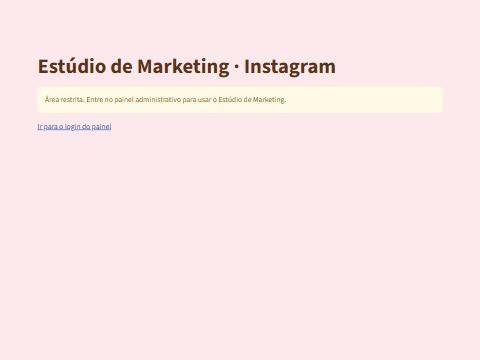 Estúdio de Marketing · Instagram
Área restrita. Entre no painel administrativo para usar o Estúdio de Marketing.
Ir para o login do painel